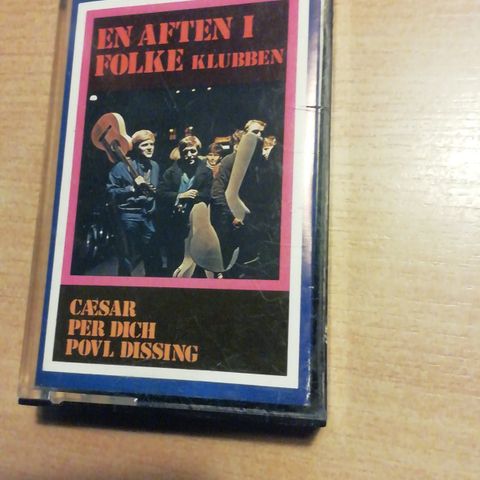 EN AFTEN I
FOLKE KLUBBEN
CÆSAR
PER DICH
POVL DISSING